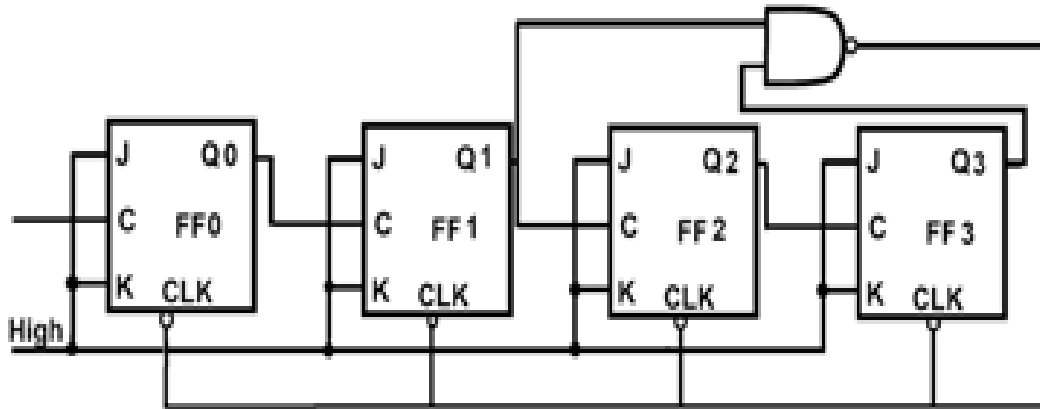 J Q0 J Q1 J Q2 J Q3
C FF0 C FF1 C FF2 C FF3
K CLK K CLK K CLK K CLK
High